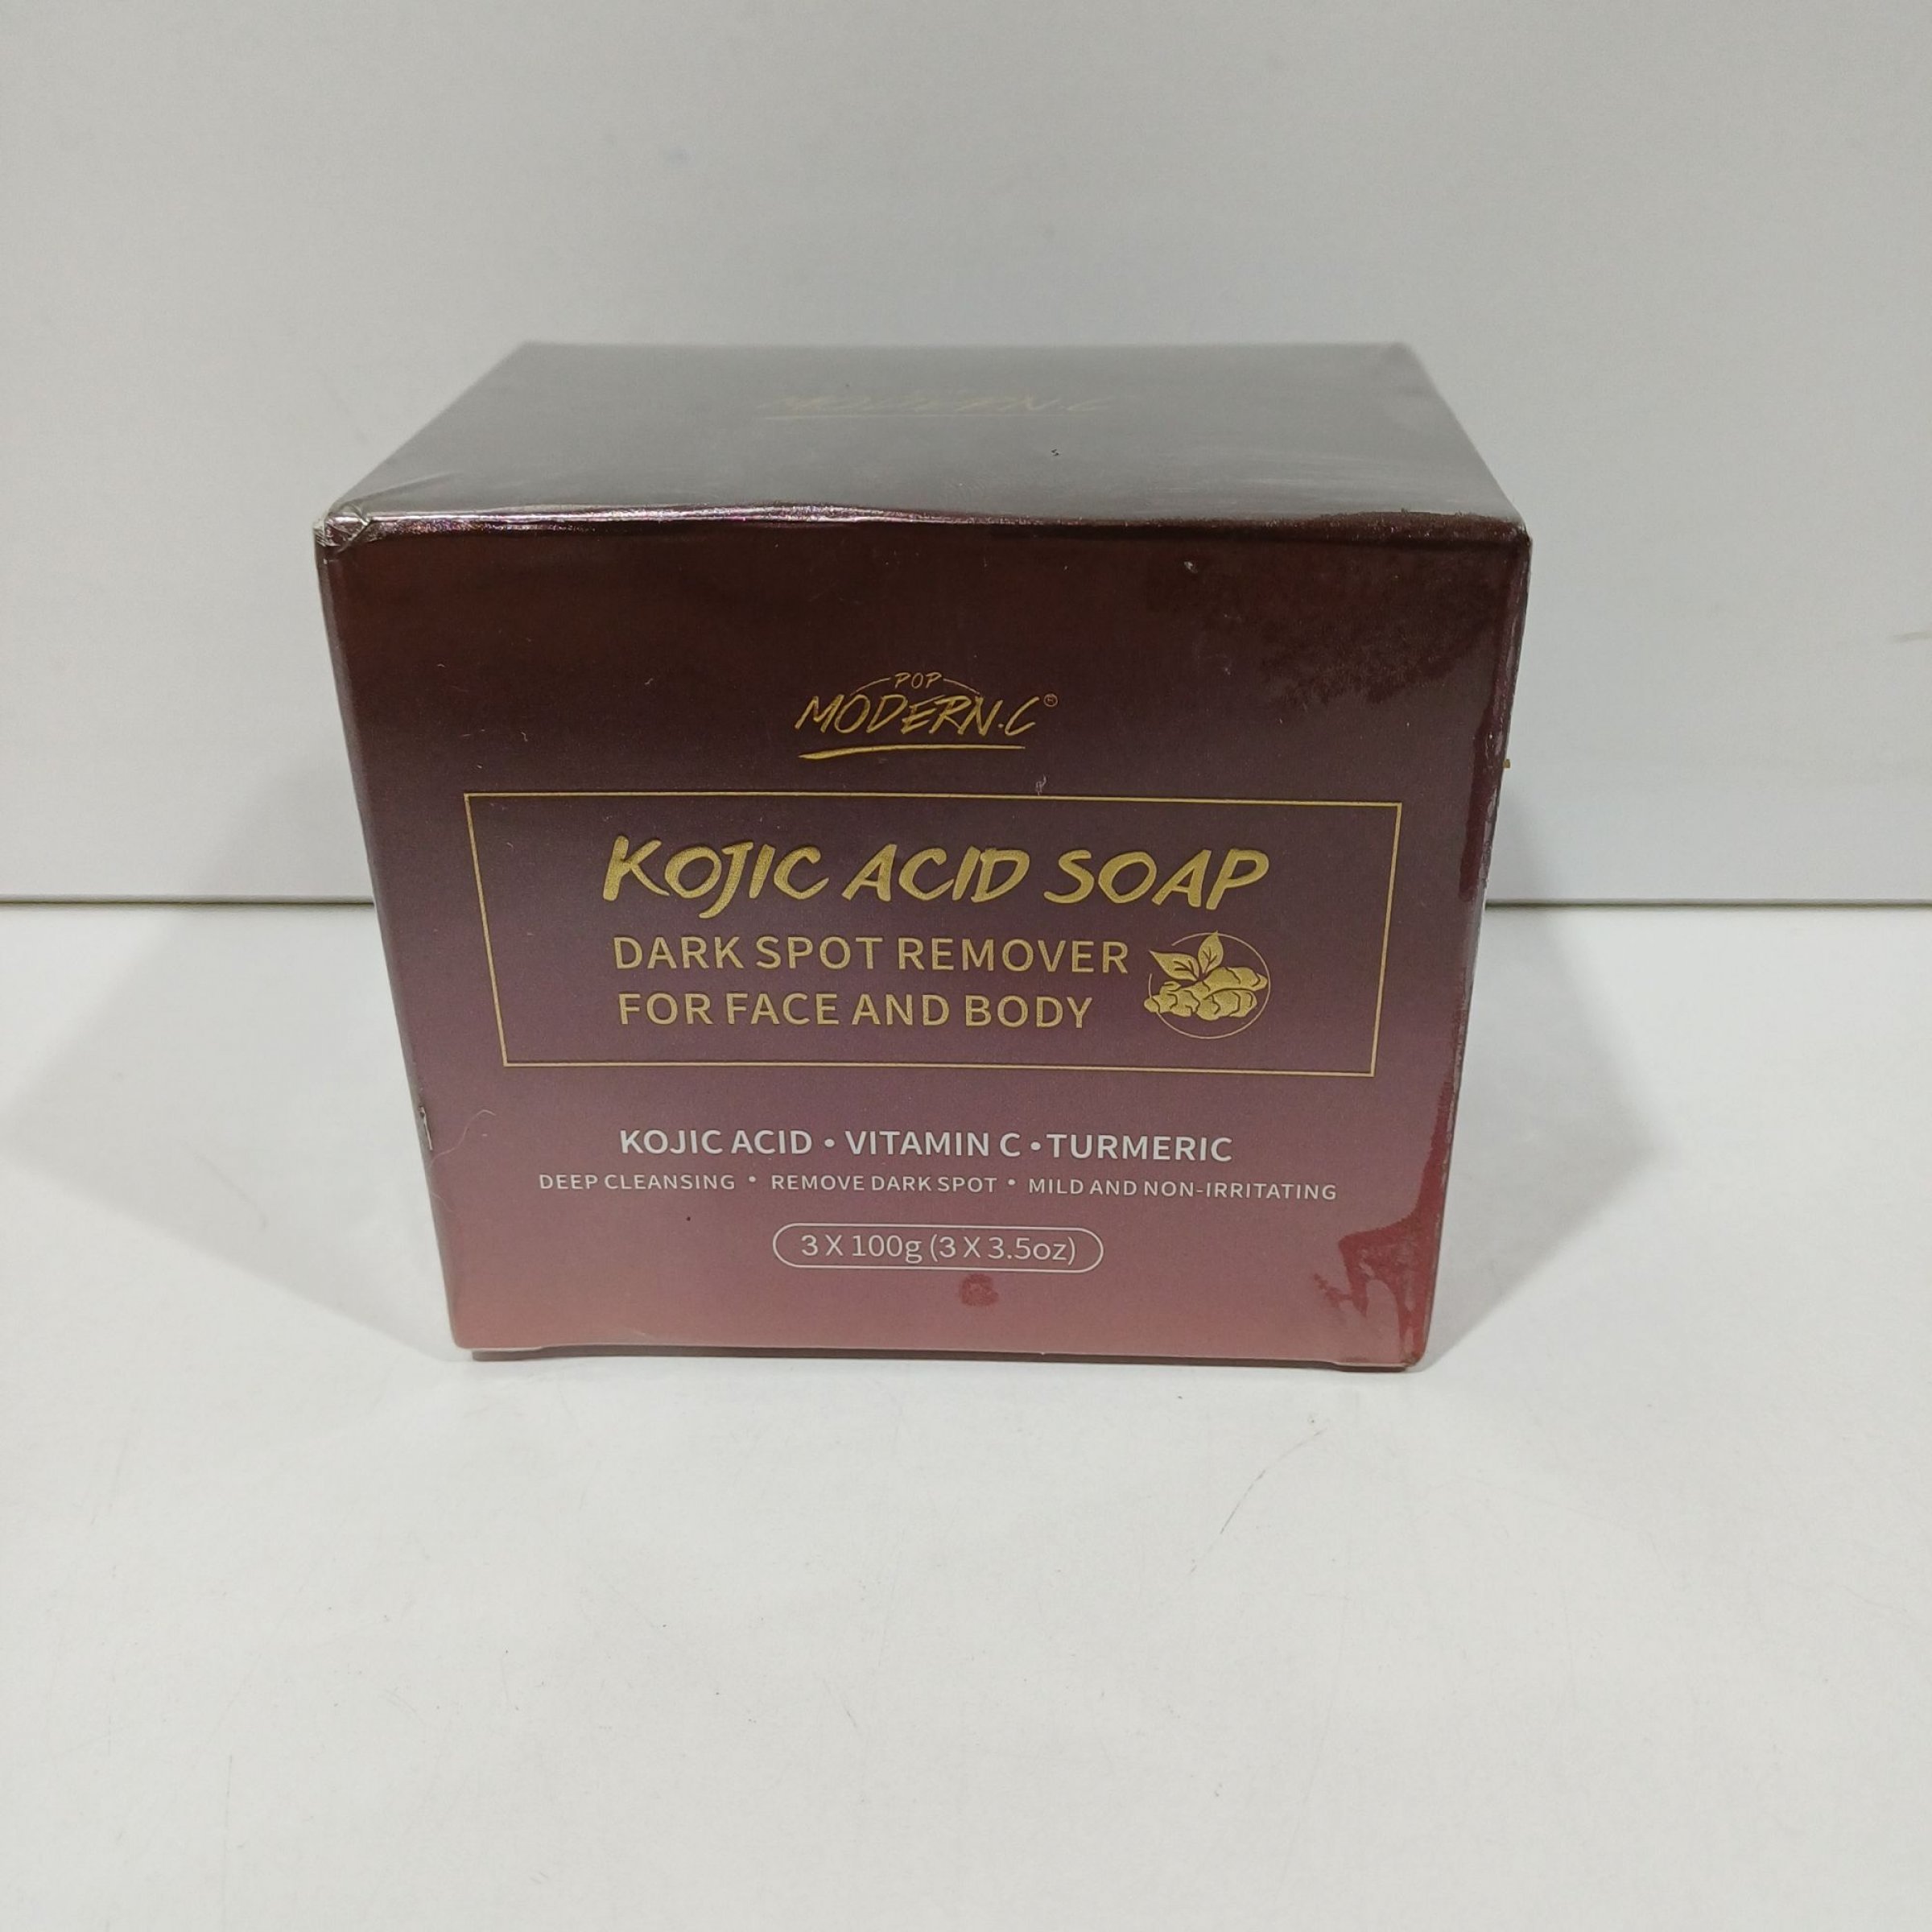 MODERN.C
POP
MODERN.C®
KOJIC ACID SOAP
DARK SPOT REMOVER
FOR FACE AND BODY
KOJIC ACID • VITAMIN C • TURMERIC
DEEP CLEANSING • REMOVE DARK SPOT • MILD AND NON-IRRITATING
3 X 100g (3 X 3.5oz)